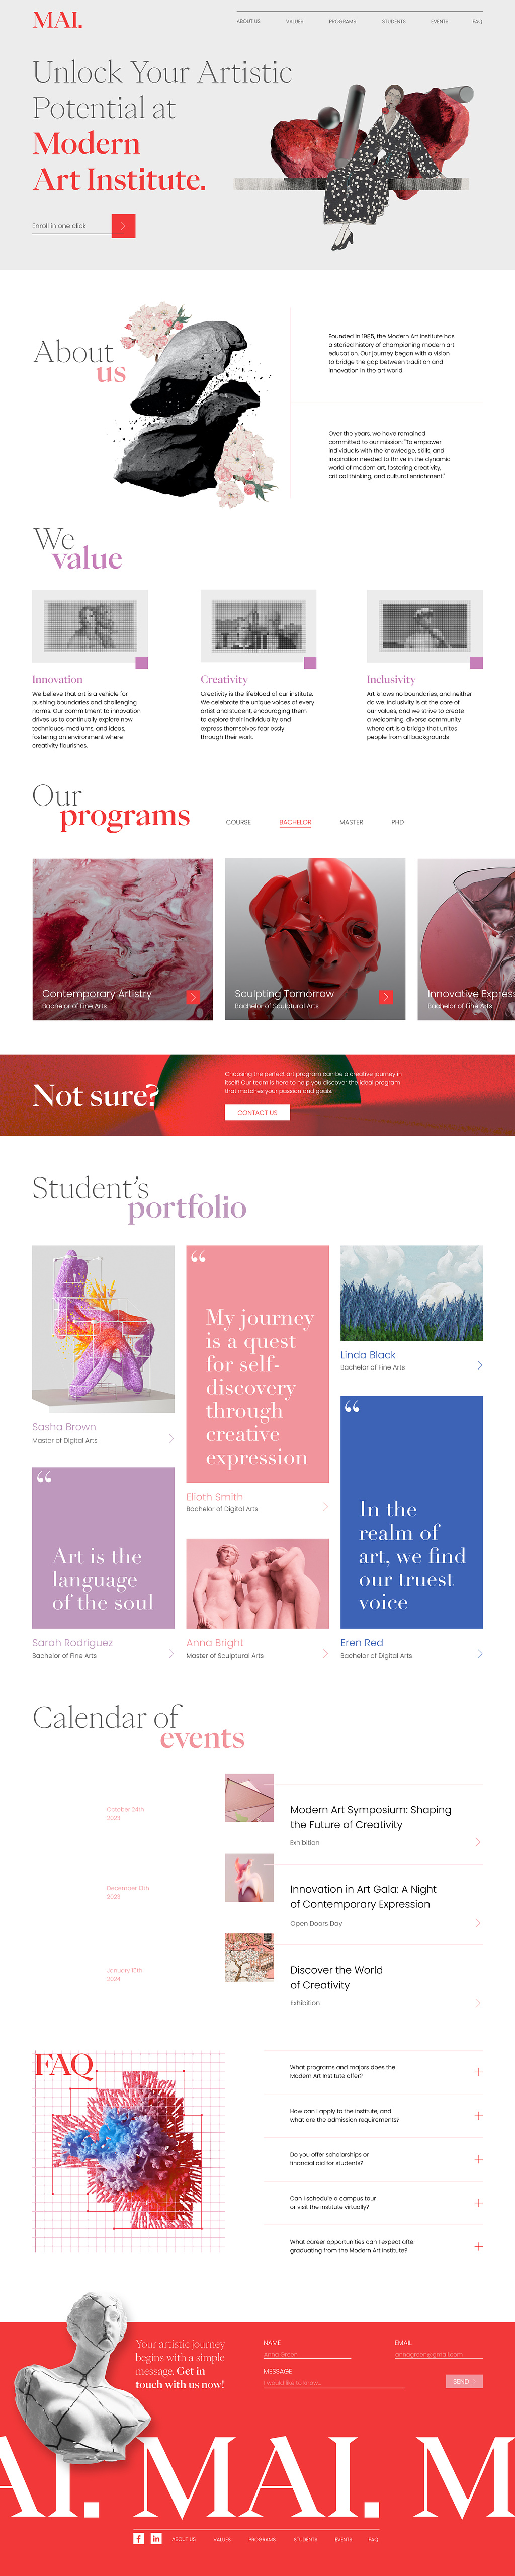 MAI.
ABOUT US VALUES PROGRAMS STUDENTS EVENTS FAQ
Unlock Your Artistic
Potential at
Modern
Art Institute.
Enroll in one click
About
us
Founded in 1985, the Modern Art Institute has
a storied history of championing modern art
education. Our journey began with a vision
to bridge the gap between tradition and
innovation in the art world.
Over the years, we have remained
committed to our mission: "To empower
individuals with the knowledge, skills, and
inspiration needed to thrive in the dynamic
world of modern art, fostering creativity,
critical thinking, and cultural enrichment."
We
value
Innovation
We believe that art is a vehicle for
pushing boundaries and challenging
norms. Our commitment to innovation
drives us to continually explore new
techniques, mediums, and ideas,
fostering an environment where
creativity flourishes.
Creativity
Creativity is the lifeblood of our institute.
We celebrate the unique voices of every
artist and student, encouraging them
to explore their individuality and
express themselves fearlessly
through their work.
Inclusivity
Art knows no boundaries, and neither
do we. Inclusivity is at the core of
our values, and we strive to create
a welcoming, diverse community
where art is a bridge that unites
people from all backgrounds
Our
programs
COURSE BACHELOR MASTER PHD
Contemporary Artistry
Bachelor of Fine Arts
Sculpting Tomorrow
Bachelor of Sculptural Arts
Innovative Express
Bachelor of Fine Arts
Not sure?
Choosing the perfect art program can be a creative journey in
itself! Our team is here to help you discover the ideal program
that matches your passion and goals.
CONTACT US
Student's
portfolio
Sasha Brown
Master of Digital Arts
“
Art is the
language
of the soul
Sarah Rodriguez
Bachelor of Fine Arts
“
My journey
is a quest
for self-
discovery
through
creative
expression
Elioth Smith
Bachelor of Digital Arts
Anna Bright
Master of Sculptural Arts
Linda Black
Bachelor of Fine Arts
“
In the
realm of
art, we find
our truest
voice
Eren Red
Bachelor of Digital Arts
Calendar of
events
October 24th
2023
Modern Art Symposium: Shaping
the Future of Creativity
Exhibition
December 13th
2023
Innovation in Art Gala: A Night
of Contemporary Expression
Open Doors Day
January 11th
2024
Discover the World
of Creativity
Exhibition
FAQ
What programs and majors does the
Modern Art Institute offer?
How can I apply to the institute, and
what are the admission requirements?
Do you offer scholarships or
financial aid for students?
Can I schedule a campus tour
or visit the institute virtually?
What career opportunities can I expect after
graduating from the Modern Art Institute?
Your artistic journey
begins with a simple
message. Get in
touch with us now!
NAME
Anna Green
EMAIL
annagreen@gmail.com
MESSAGE
I would like to know...
SEND
AI. MAI. M
ABOUT US VALUES PROGRAMS STUDENTS EVENTS FAQ